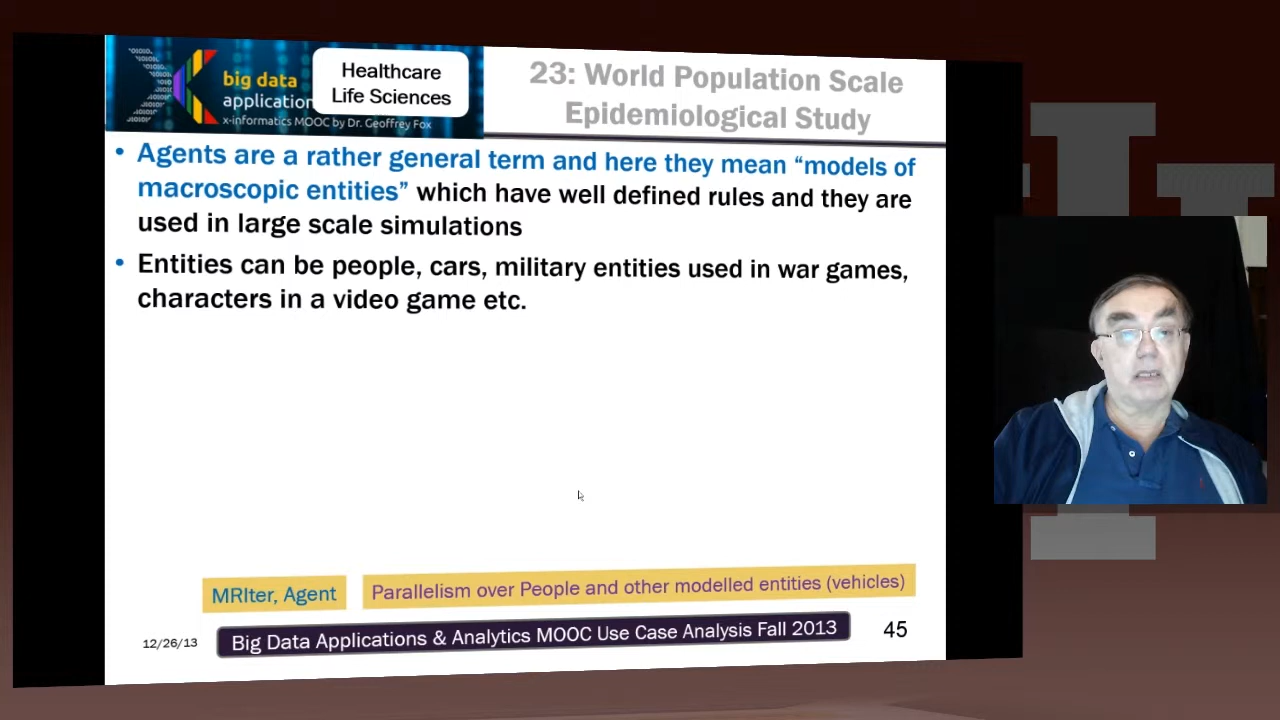 big data
application
x-informatics MOOC by Dr. Geoffrey Fox
Healthcare
Life Sciences
23: World Population Scale
Epidemiological Study
• Agents are a rather general term and here they mean “models of
macroscopic entities” which have well defined rules and they are
used in large scale simulations
• Entities can be people, cars, military entities used in war games,
characters in a video game etc.
MRIter, Agent
Parallelism over People and other modelled entities (vehicles)
12/26/13
Big Data Applications & Analytics MOOC Use Case Analysis Fall 2013
45